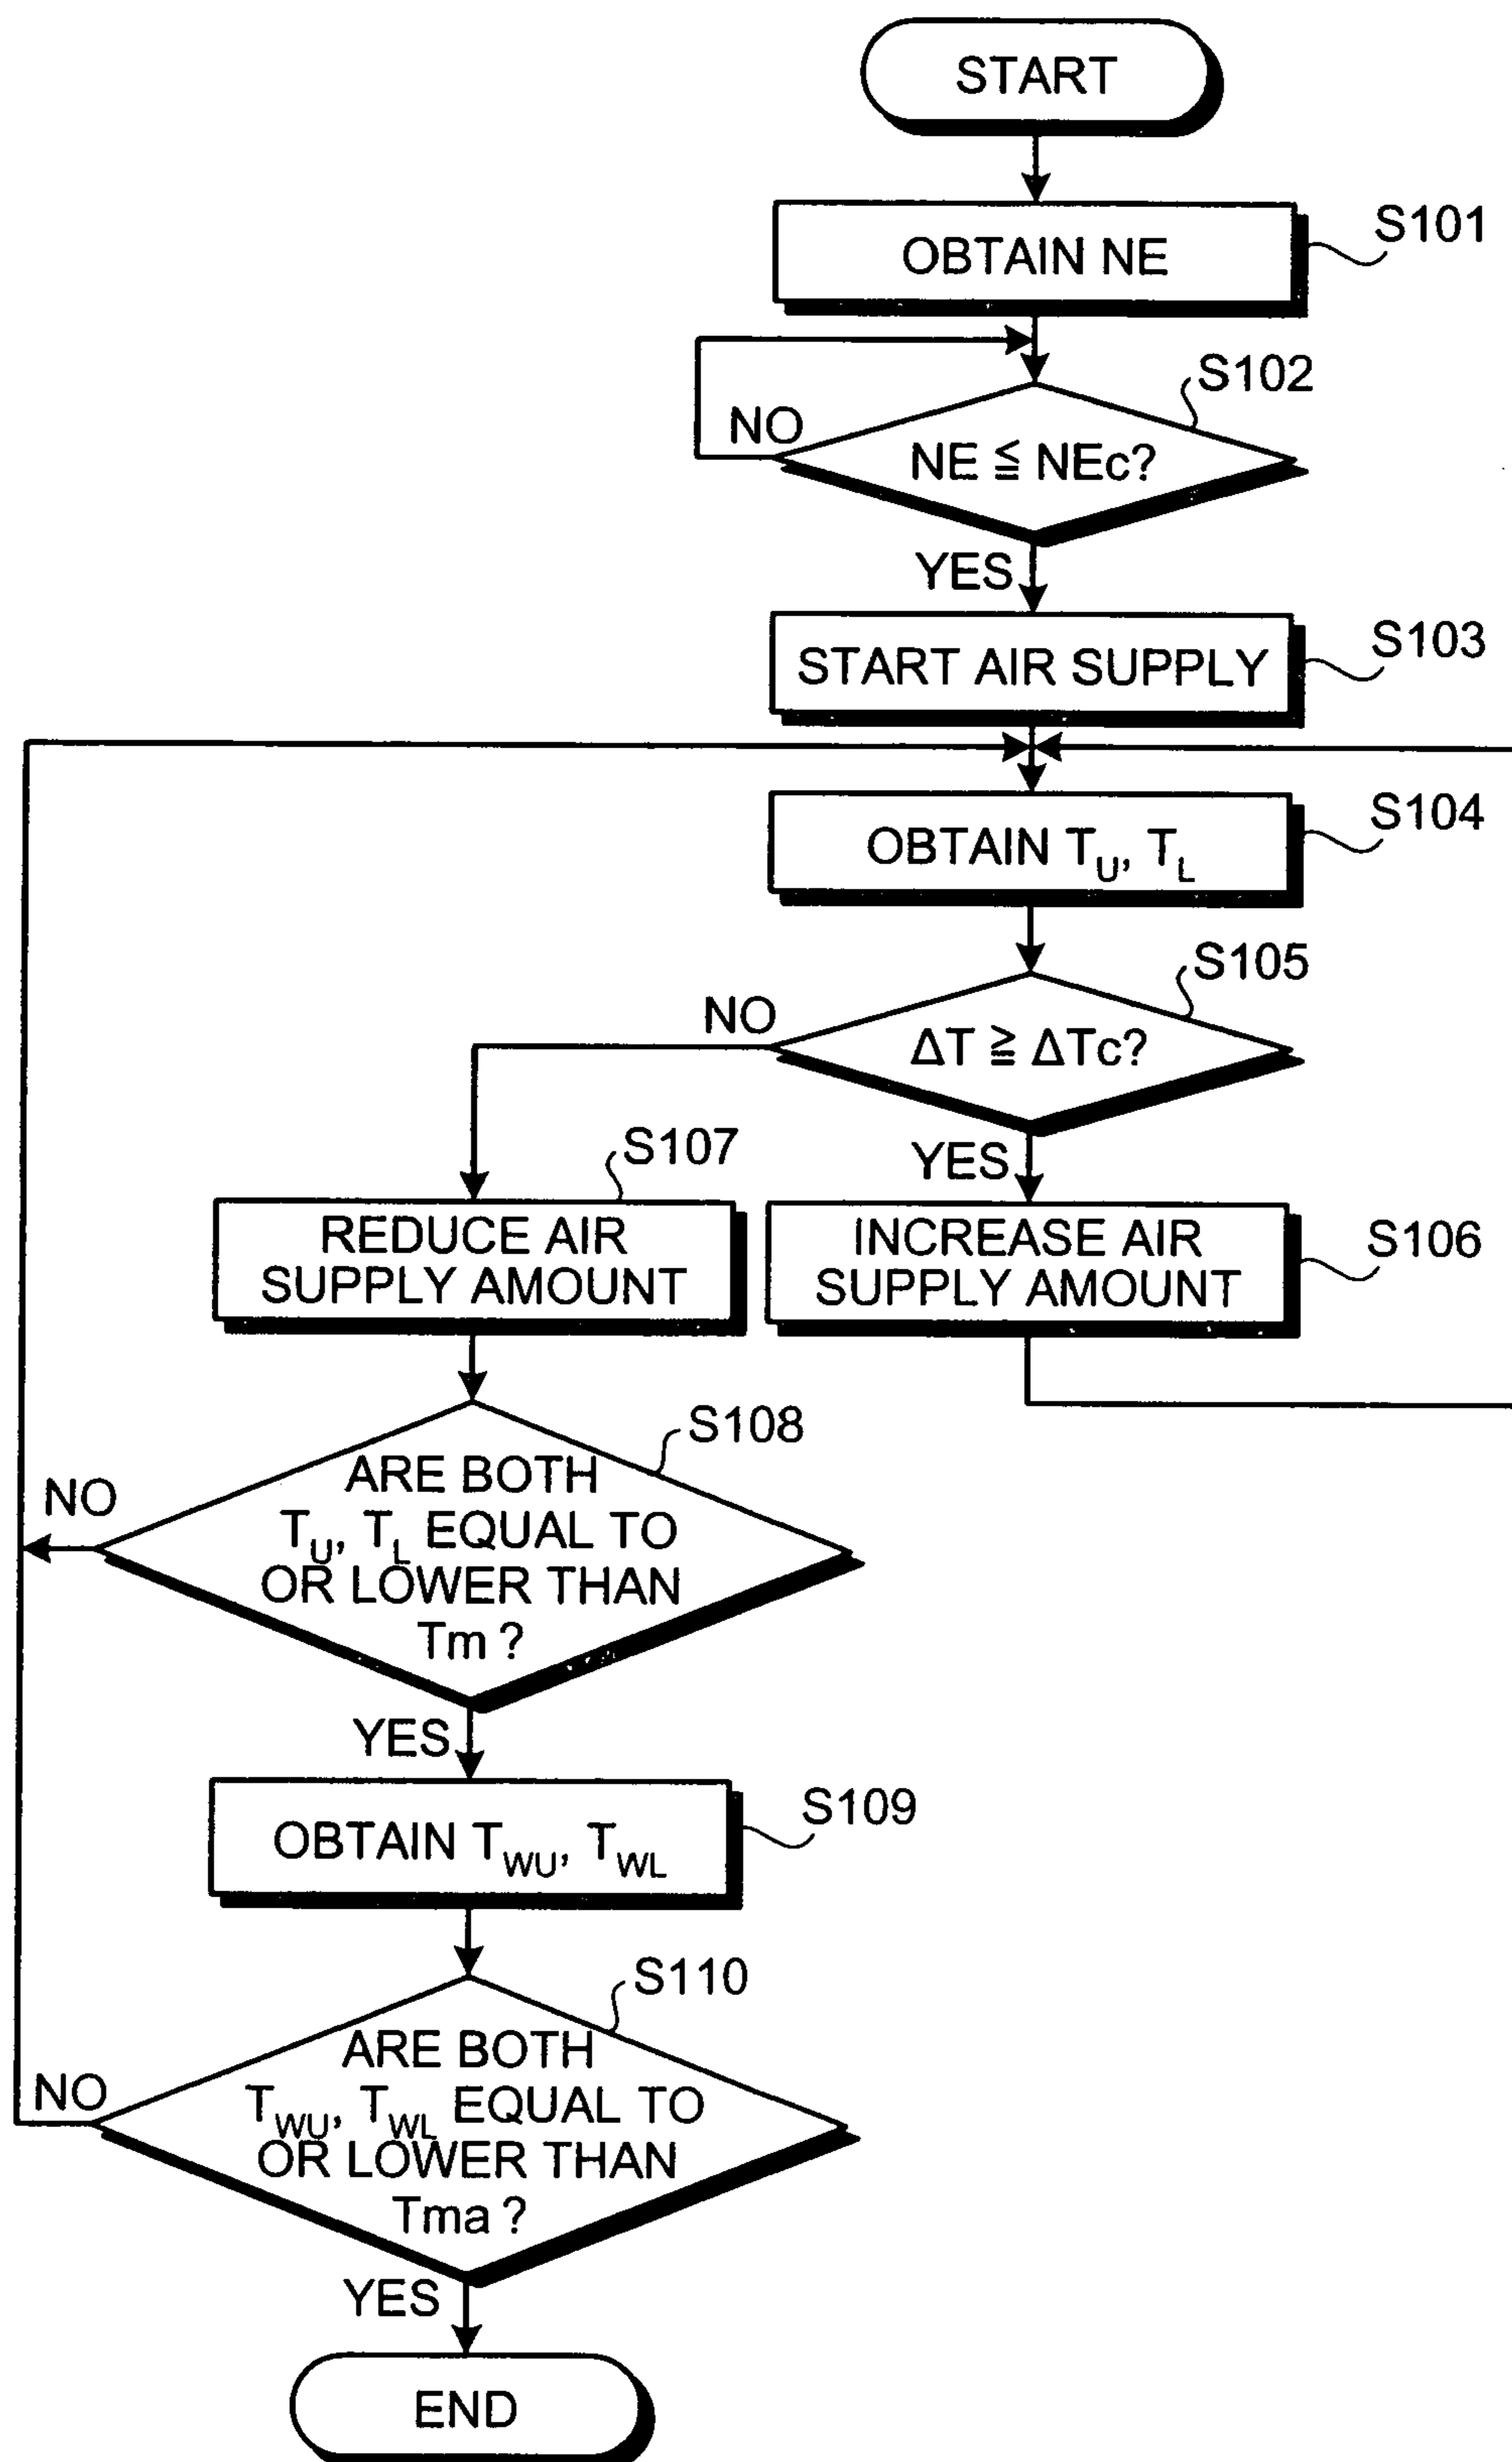 START
OBTAIN NE
S101
S102
NO
NE ≦ NEc?
YES
START AIR SUPPLY
S103
S104
OBTAIN TU, TL
S105
NO
ΔT ≧ ΔTc?
YES
S107
REDUCE AIR
SUPPLY AMOUNT
INCREASE AIR
SUPPLY AMOUNT
S106
S108
NO
ARE BOTH
TU, TL EQUAL TO
OR LOWER THAN
Tm ?
YES
S109
OBTAIN TWU, TWL
S110
NO
ARE BOTH
TWU, TWL EQUAL TO
OR LOWER THAN
Tma ?
YES
END